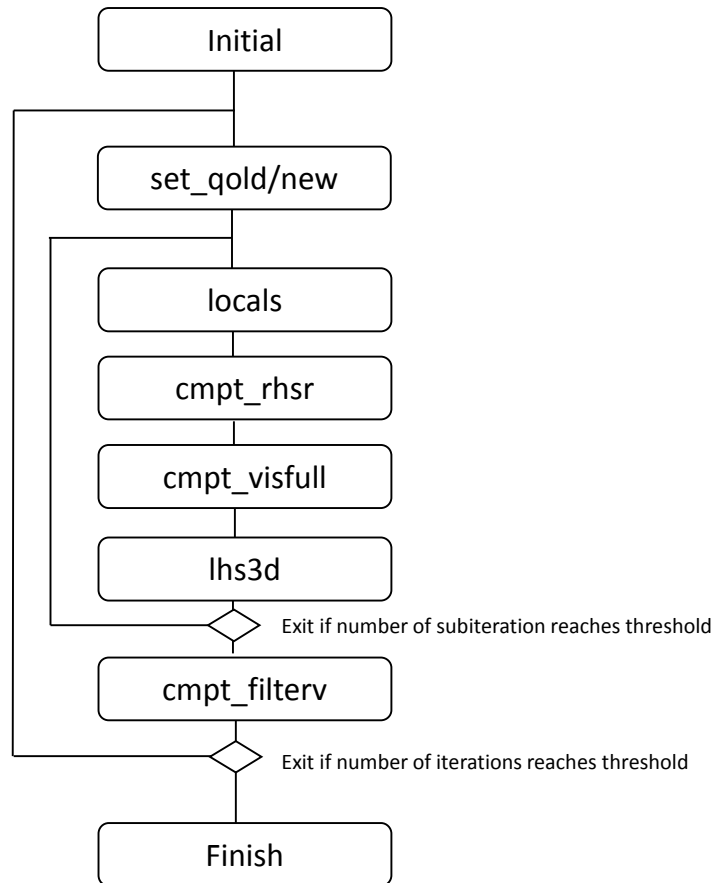 Initial
set_qold/new
locals
cmpt_rhsr
cmpt_visfull
lhs3d
Exit if number of subiteration reaches threshold
cmpt_filterv
Exit if number of iterations reaches threshold
Finish